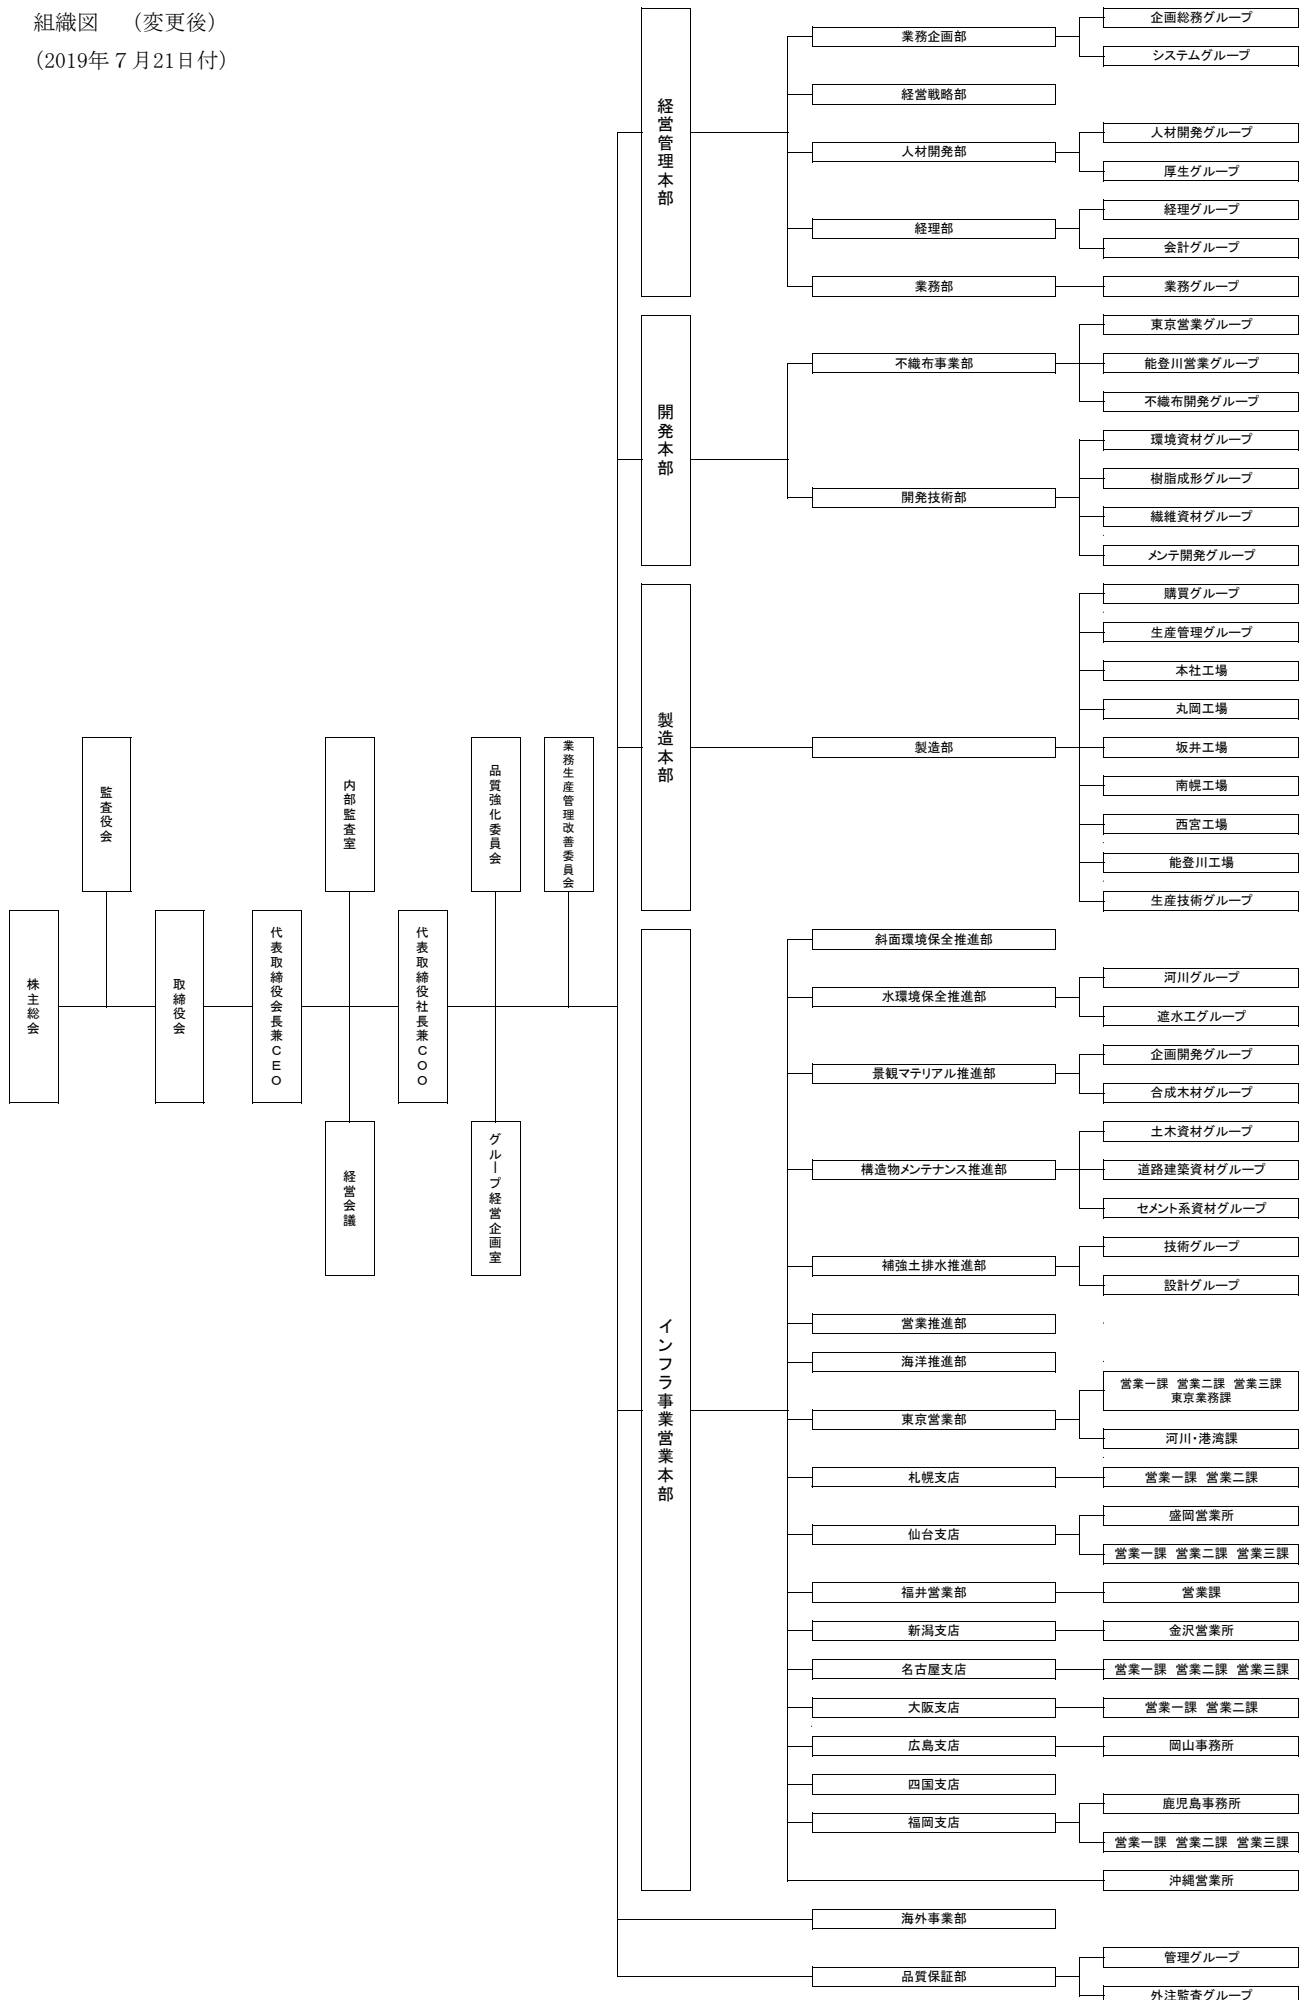 組織図　（変更後）
（2019年７月21日付）
経営管理本部
業務企画部
企画総務グループ
システムグループ
経営戦略部
人材開発部
人材開発グループ
厚生グループ
経理部
経理グループ
会計グループ
業務部
業務グループ
開発本部
不織布事業部
東京営業グループ
能登川営業グループ
不織布開発グループ
開発技術部
環境資材グループ
樹脂成形グループ
繊維資材グループ
メンテ開発グループ
製造本部
製造部
購買グループ
生産管理グループ
本社工場
丸岡工場
坂井工場
南幌工場
西宮工場
能登川工場
生産技術グループ
株主総会
監査役会
取締役会
代表取締役会長兼CEO
内部監査室
経営会議
代表取締役社長兼COO
品質強化委員会
グループ経営企画室
業務生産管理改善委員会
インフラ事業営業本部
斜面環境保全推進部
水環境保全推進部
河川グループ
遮水工グループ
景観マテリアル推進部
企画開発グループ
合成木材グループ
構造物メンテナンス推進部
土木資材グループ
道路建築資材グループ
セメント系資材グループ
補強土排水推進部
技術グループ
設計グループ
営業推進部
海洋推進部
東京営業部
営業一課 営業二課 営業三課
東京業務課
河川・港湾課
札幌支店
営業一課 営業二課
仙台支店
盛岡営業所
営業一課 営業二課 営業三課
福井営業部
営業課
新潟支店
金沢営業所
名古屋支店
営業一課 営業二課 営業三課
大阪支店
営業一課 営業二課
広島支店
岡山事務所
四国支店
福岡支店
鹿児島事務所
営業一課 営業二課 営業三課
沖縄営業所
海外事業部
品質保証部
管理グループ
外注監査グループ